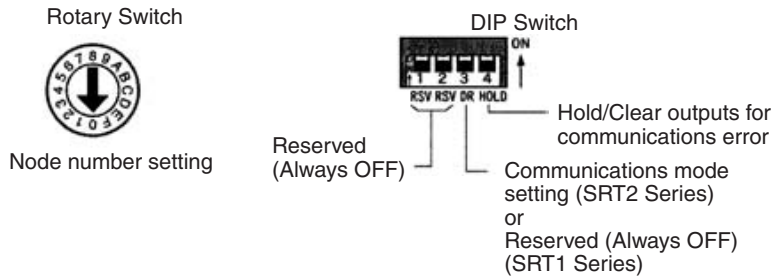 Rotary Switch
0123456789ABCDEF
Node number setting
DIP Switch
ON
1 2 3 4
RSV RSV DR HOLD
Hold/Clear outputs for
communications error
Reserved
(Always OFF)
Communications mode
setting (SRT2 Series)
or
Reserved (Always OFF)
(SRT1 Series)